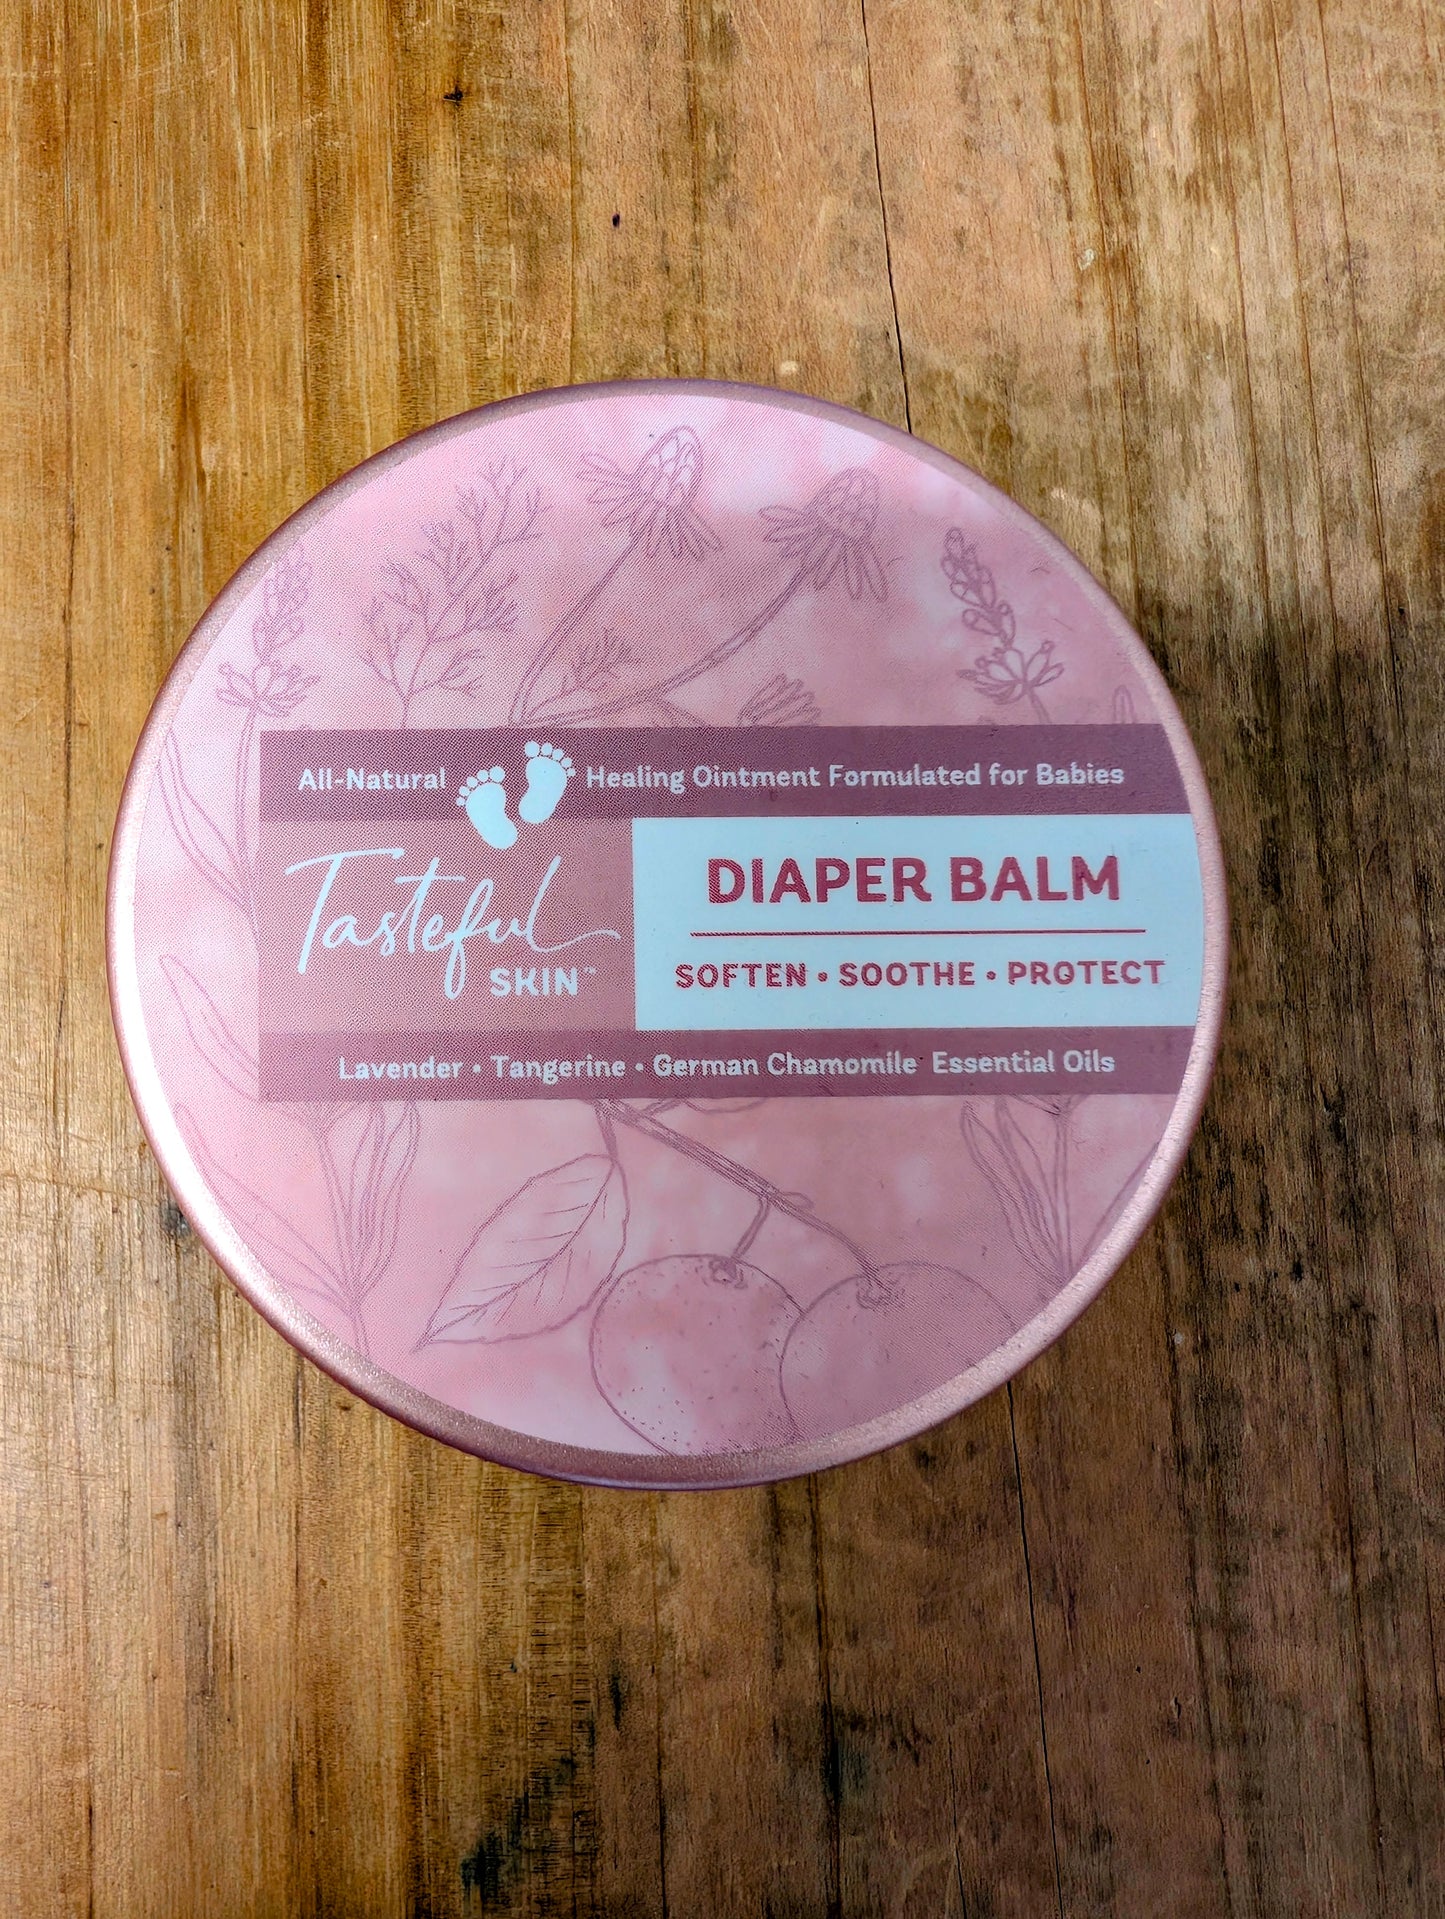 All-Natural Healing Ointment Formulated for Babies
Tasteful
SKIN™
DIAPER BALM
SOFTEN • SOOTHE • PROTECT
Lavender • Tangerine • German Chamomile Essential Oils